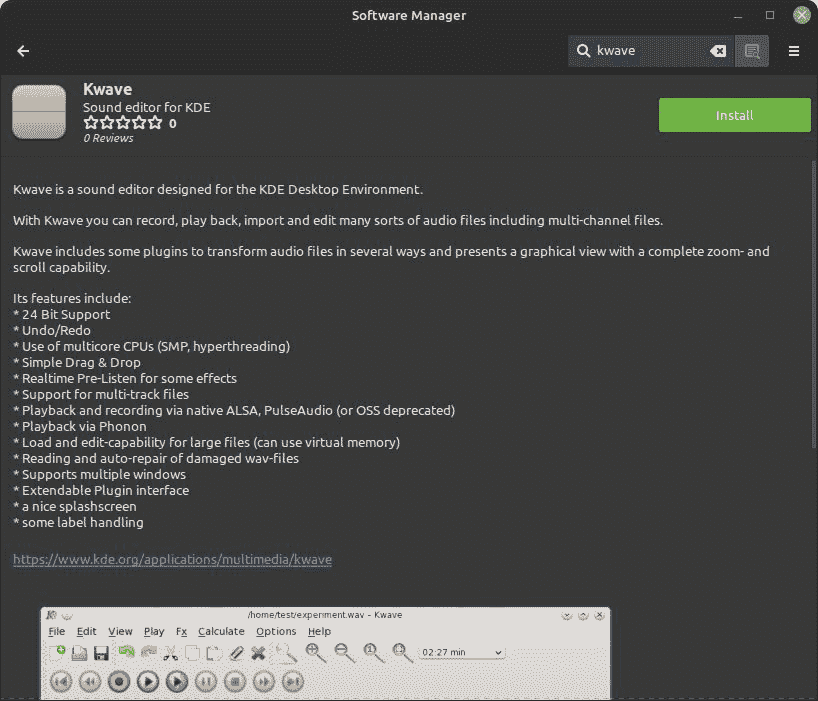 Software Manager
kwave
Kwave
Sound editor for KDE
0
0 Reviews
Install
Kwave is a sound editor designed for the KDE Desktop Environment.
With Kwave you can record, play back, import and edit many sorts of audio files including multi-channel files.
Kwave includes some plugins to transform audio files in several ways and presents a graphical view with a complete zoom- and
scroll capability.
Its features include:
* 24 Bit Support
* Undo/Redo
* Use of multicore CPUs (SMP, hyperthreading)
* Simple Drag & Drop
* Realtime Pre-Listen for some effects
* Support for multi-track files
* Playback and recording via native ALSA, PulseAudio (or OSS deprecated)
* Playback via Phonon
* Load and edit-capability for large files (can use virtual memory)
* Reading and auto-repair of damaged wav-files
* Supports multiple windows
* Extendable Plugin interface
* a nice splashscreen
* some label handling
https://www.kde.org/applications/multimedia/kwave
/home/test/experiment.wav - Kwave
File Edit View Play Fx Calculate Options Help
02:27 min